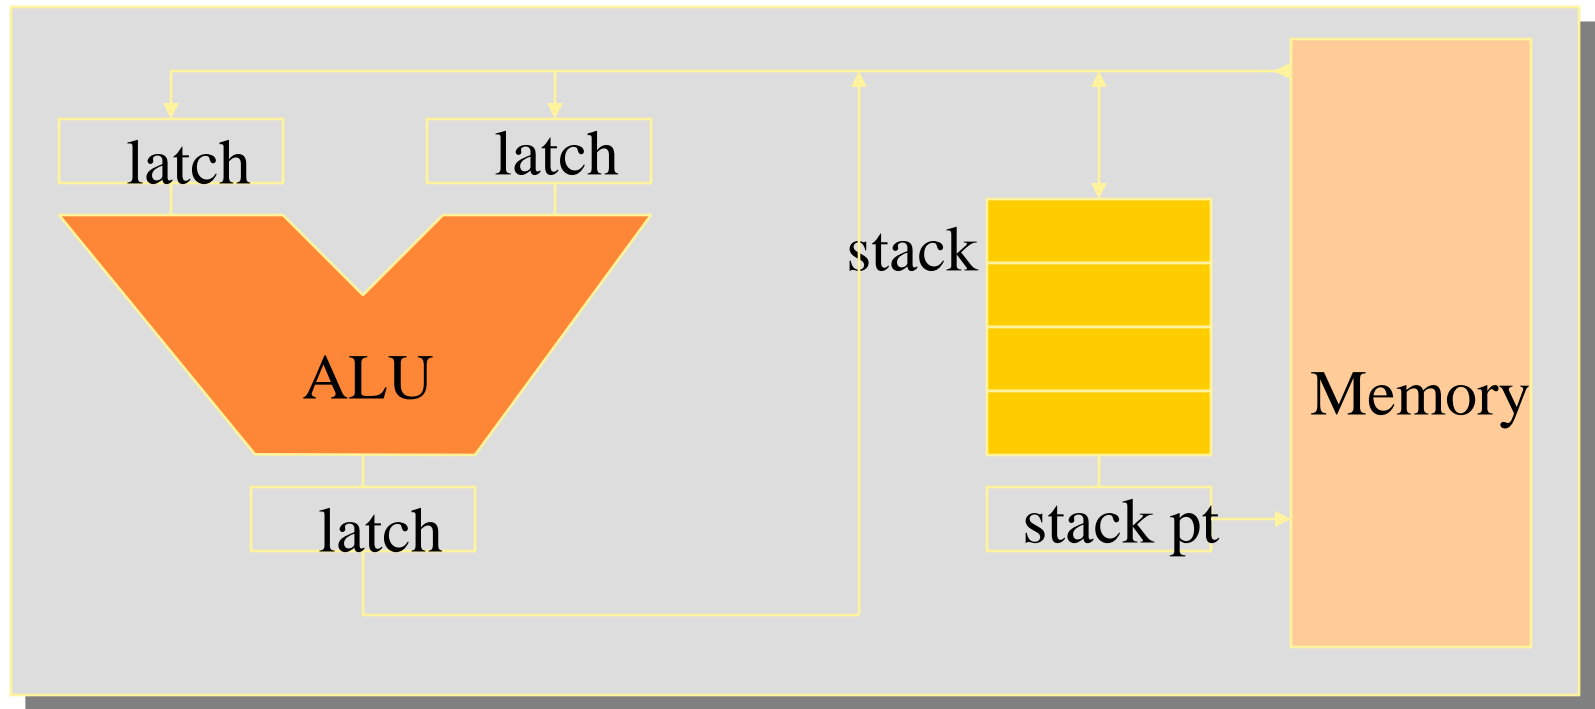 latch
latch
stack
ALU
Memory
latch
stack pt